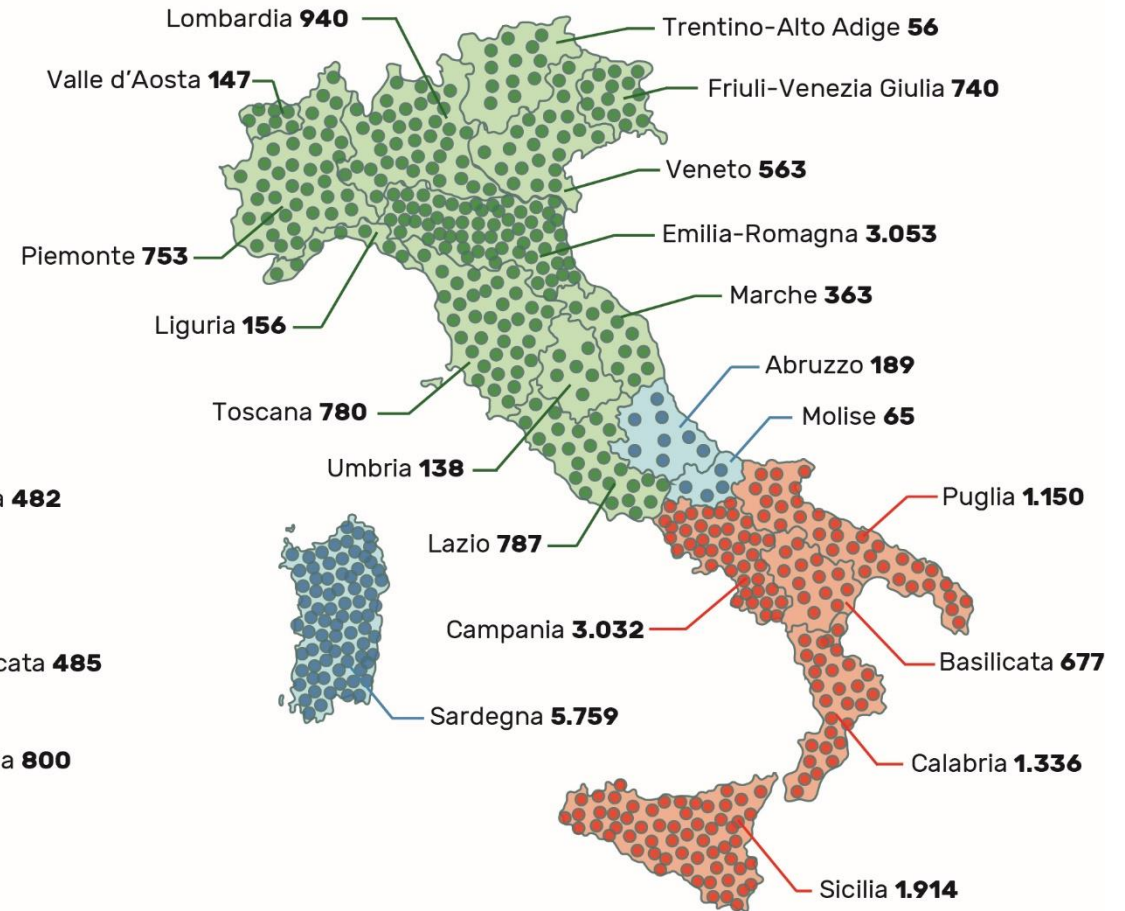 Lombardia 940
Trentino-Alto Adige 56
Valle d'Aosta 147
Friuli-Venezia Giulia 740
Veneto 563
Emilia-Romagna 3.053
Piemonte 753
Marche 363
Liguria 156
Abruzzo 189
Toscana 780
Molise 65
Umbria 138
Puglia 1.150
482
Lazio 787
Campania 3.032
Basilicata 677
485
Sardegna 5.759
Calabria 1.336
800
Sicilia 1.914